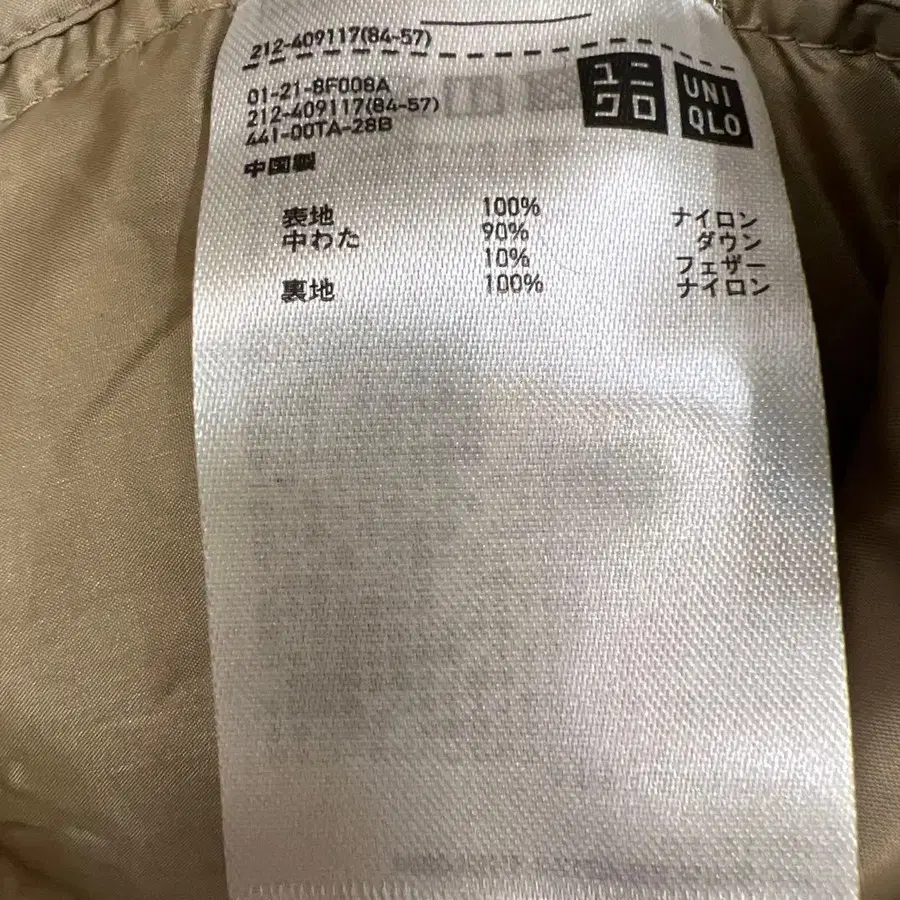 212-409117(84-57)
ユニ
クロ
UNI
QLO
01-21-8F008A
212-409117(84-57)
441-00TA-28B
中国製
表地 100% ナイロン
中わた 90% ダウン
10% フェザー
裏地 100% ナイロン